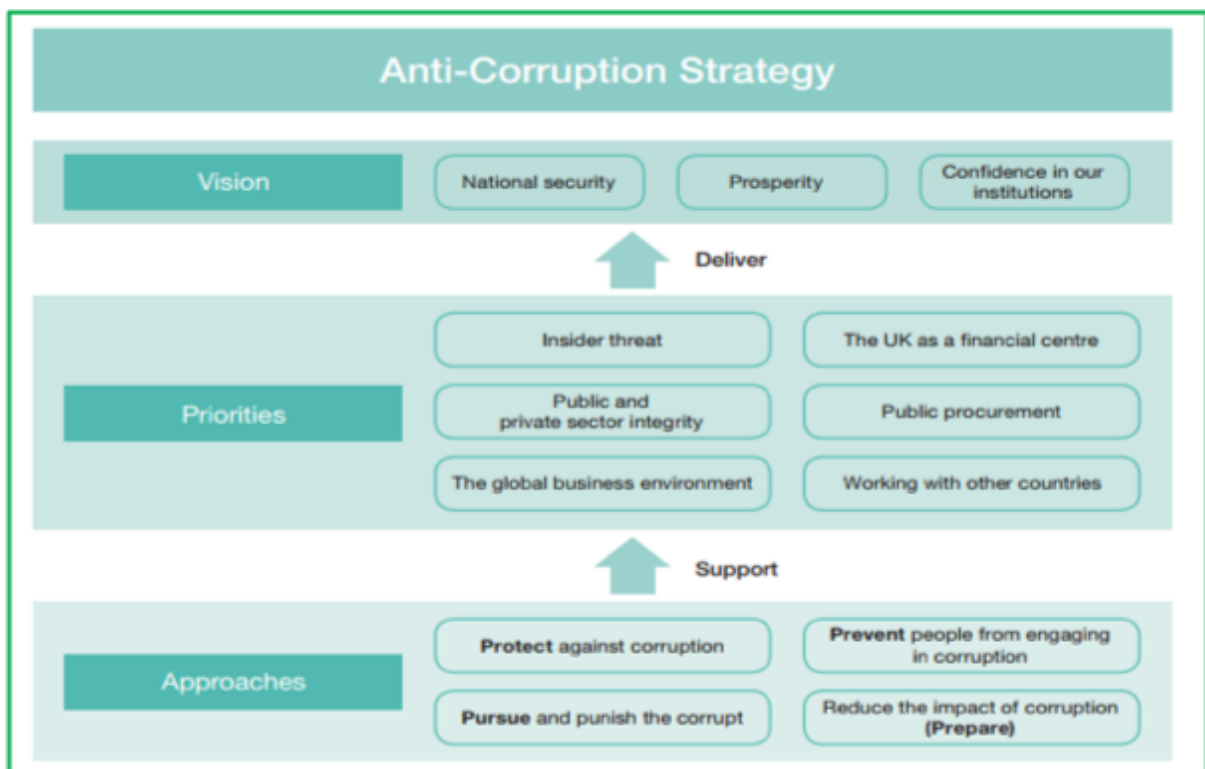 Anti-Corruption Strategy
Vision
National security
Prosperity
Confidence in our
institutions
Deliver
Priorities
Insider threat
The UK as a financial centre
Public and
private sector integrity
Public procurement
The global business environment
Working with other countries
Support
Approaches
Protect against corruption
Prevent people from engaging
in corruption
Pursue and punish the corrupt
Reduce the impact of corruption
(Prepare)